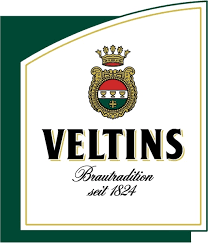 VELTINS
Brautradition
seit 1824